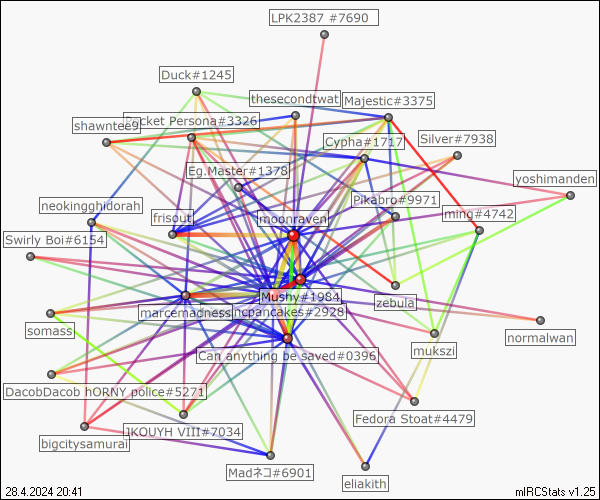 LPK2387 #7690
Duck#1245
thesecondtwat
Majestic#3375
shawntee9
Pocket Persona#3326
Cypha#1717
Silver#7938
Eg.Master#1378
yoshimanden
Pikabro#9971
neokingghidorah
frisout
moonraven
ming#4742
Swirly Boi#6154
Mushy#1984
zebula
marcemadness
ncpancakes#2928
somass
normalwan
mukszi
Can anything be saved#0396
DacobDacob hORNY police#5271
Fedora Stoat#4479
JKOUYH VIII#7034
bigcitysamurai
Madネコ#6901
eliakith
28.4.2024 20:41
mIRCStats v1.25